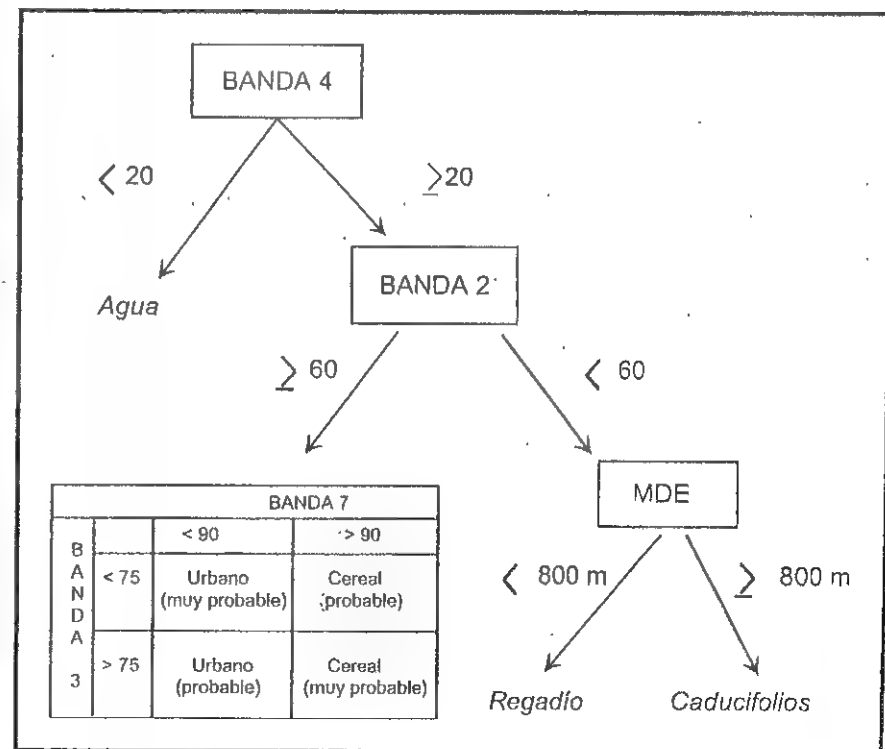 BANDA 4
< 20
≥20
Agua
BANDA 2
≥ 60
< 60
MDE
< 800 m
≥ 800 m
Regadío
Caducifolios
BANDA 7
BANDA 3
< 90
> 90
< 75
Urbano
(muy probable)
Cereal
(probable)
> 75
Urbano
(probable)
Cereal
(muy probable)